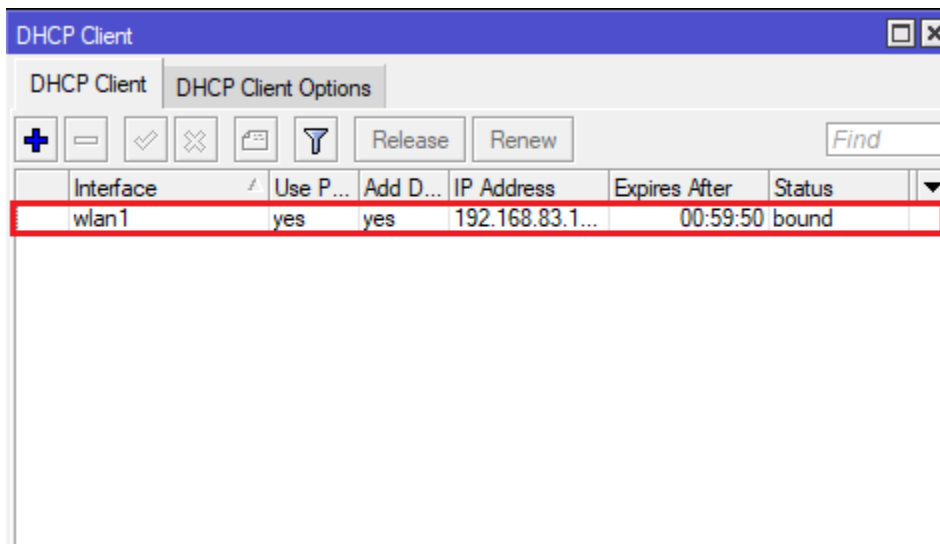 DHCP Client
DHCP Client DHCP Client Options
Release Renew Find
Interface Use P... Add D... IP Address Expires After Status
wlan1 yes yes 192.168.83.1... 00:59:50 bound